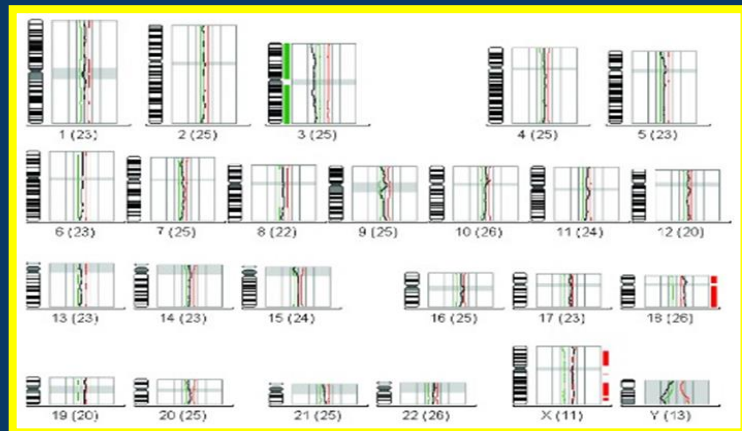 1 (23) 2 (25) 3 (25) 4 (25) 5 (23)
6 (23) 7 (25) 8 (22) 9 (25) 10 (26) 11 (24) 12 (20)
13 (23) 14 (23) 15 (24) 16 (25) 17 (23) 18 (26)
19 (20) 20 (25) 21 (25) 22 (26) X (11) Y (13)